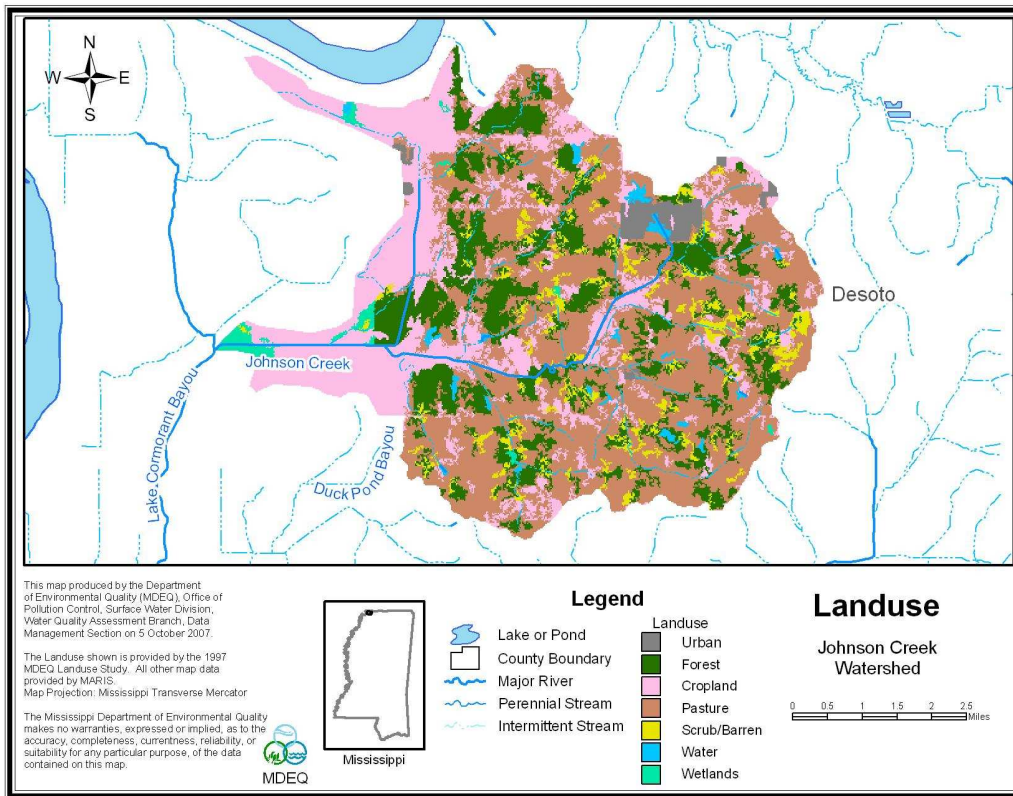 N
W E
S
Desoto
Johnson Creek
Lake Cormorant Bayou
Duck Pond Bayou
This map produced by the Department
of Environmental Quality (MDEQ), Office of
Pollution Control, Surface Water Division,
Water Quality Assessment Branch, Data
Management Section on 5 October 2007.
The Landuse shown is provided by the 1997
MDEQ Landuse Study. All other map data
provided by MARIS.
Map Projection: Mississippi Transverse Mercator
The Mississippi Department of Environmental Quality
makes no warranties, expressed or implied, as to the
accuracy, completeness, currentness, reliability, or
suitability for any particular purpose, of the data
contained on this map.
MDEQ
Mississippi
Legend
Lake or Pond
County Boundary
Major River
Perennial Stream
Intermittent Stream
Landuse
Urban
Forest
Cropland
Pasture
Scrub/Barren
Water
Wetlands
Landuse
Johnson Creek
Watershed
0 0.5 1 1.5 2 2.5
Miles